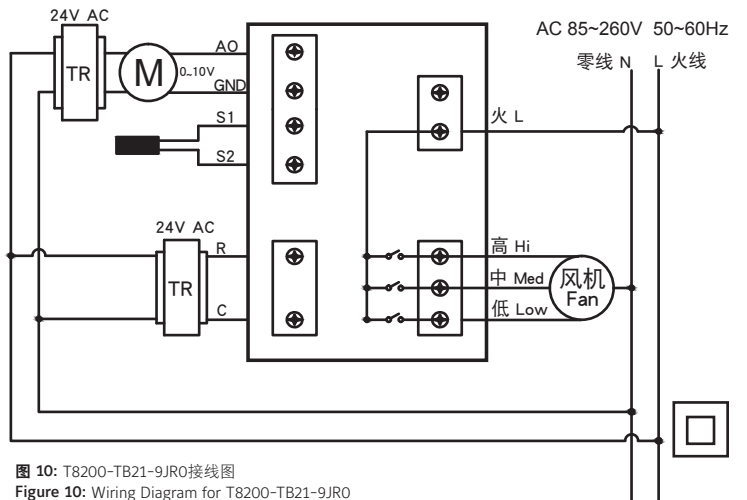 24V AC
TR
M
0~10V
AO
GND
S1
S2
AC 85~260V 50~60Hz
零线 N L 火线
火 L
24V AC
TR
R
C
高 Hi
中 Med
低 Low
风机
Fan
图 10: T8200-TB21-9JR0接线图
Figure 10: Wiring Diagram for T8200-TB21-9JR0